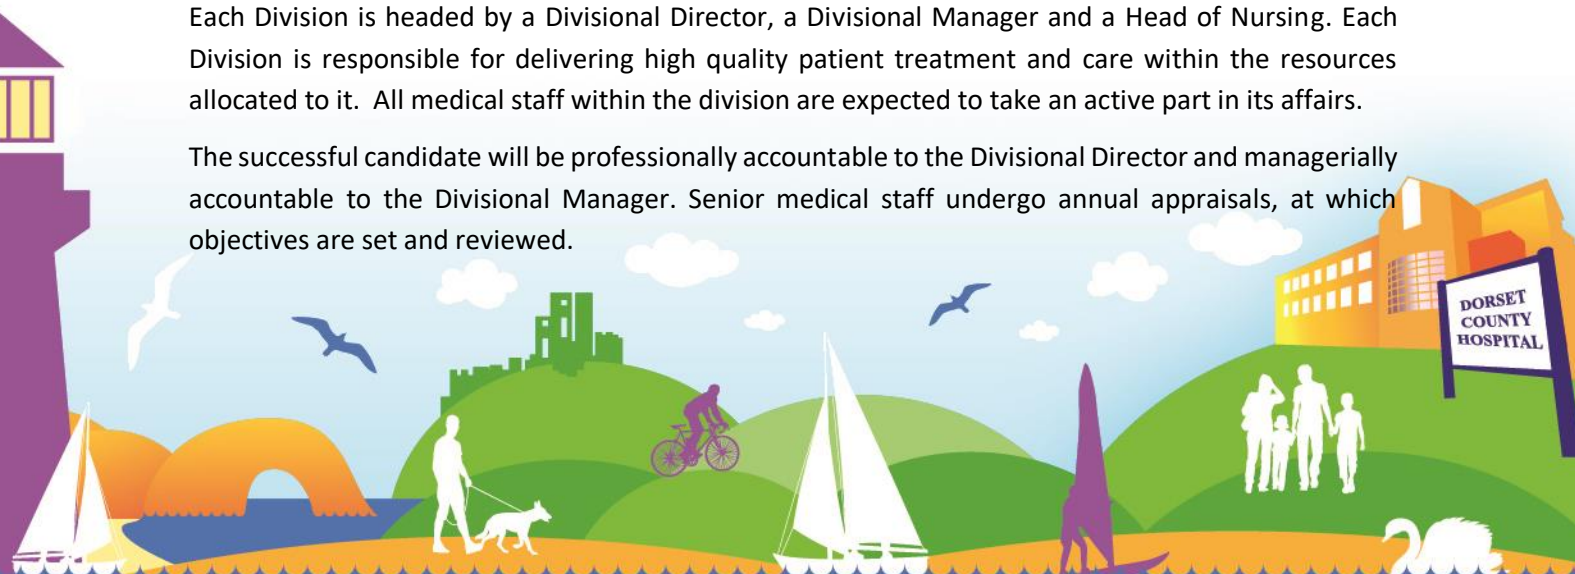 Each Division is headed by a Divisional Director, a Divisional Manager and a Head of Nursing. Each
Division is responsible for delivering high quality patient treatment and care within the resources
allocated to it. All medical staff within the division are expected to take an active part in its affairs.
The successful candidate will be professionally accountable to the Divisional Director and managerially
accountable to the Divisional Manager. Senior medical staff undergo annual appraisals, at which
objectives are set and reviewed.
DORSET
COUNTY
HOSPITAL